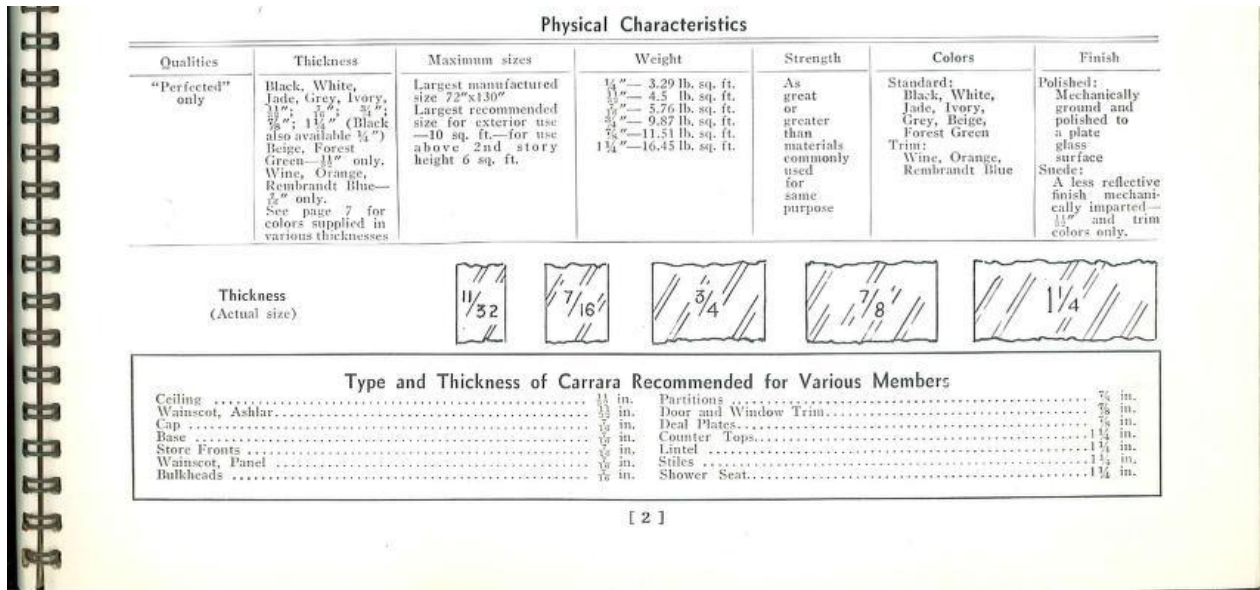 Physical Characteristics
Qualities
"Perfected"
only
Thickness
Black, White,
Jade, Grey, Ivory,
11/32"; 7/16"; 3/4";
7/8"; 1 1/4" (Black
also available 1/4")
Beige, Forest
Green—11/32" only.
Wine, Orange,
Rembrandt Blue—
7/16" only.
See page 7 for
colors supplied in
various thicknesses
Maximum sizes
Largest manufactured
size 72"x130"
Largest recommended
size for exterior use
—10 sq. ft.—for use
above 2nd story
height 6 sq. ft.
Weight
1/4"— 3.29 lb. sq. ft.
11/32"— 4.5 lb. sq. ft.
7/16"— 5.76 lb. sq. ft.
3/4"— 9.87 lb. sq. ft.
7/8"—11.51 lb. sq. ft.
1 1/4"—16.45 lb. sq. ft.
Strength
As
great
or
greater
than
materials
commonly
used
for
same
purpose
Colors
Standard:
Black, White,
Jade, Ivory,
Grey, Beige,
Forest Green
Trim:
Wine, Orange,
Rembrandt Blue
Finish
Polished:
Mechanically
ground and
polished to
a plate
glass
surface
Suede:
A less reflective
finish mechani-
cally imparted—
11/32" and trim
colors only.
Thickness
(Actual size)
11/32
7/16
3/4
7/8
1 1/4
Type and Thickness of Carrara Recommended for Various Members
Ceiling 11/32 in.
Wainscot, Ashlar 11/32 in.
Cap 7/16 in.
Base 7/16 in.
Store Fronts 7/16 in.
Wainscot, Panel 7/16 in.
Bulkheads 7/16 in.
Partitions 7/8 in.
Door and Window Trim 7/8 in.
Deal Plates 7/8 in.
Counter Tops 1 1/4 in.
Lintel 1 1/4 in.
Stiles 1 1/4 in.
Shower Seat 1 1/4 in.
[ 2 ]